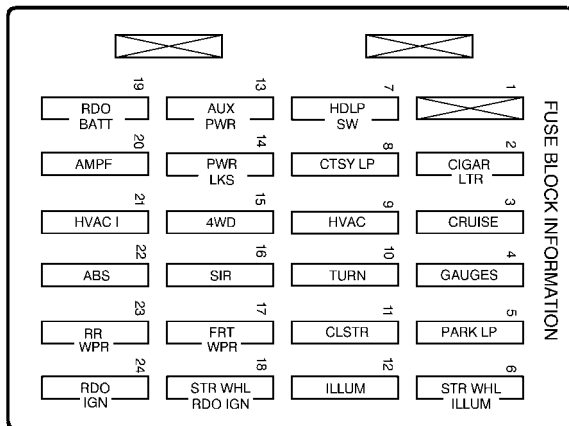 FUSE BLOCK INFORMATION
19
RDO
BATT
13
AUX
PWR
7
HDLP
SW
1
20
AMPF
14
PWR
LKS
8
CTSY LP
2
CIGAR
LTR
21
HVAC I
15
4WD
9
HVAC
3
CRUISE
22
ABS
16
SIR
10
TURN
4
GAUGES
23
RR
WPR
17
FRT
WPR
11
CLSTR
5
PARK LP
24
RDO
IGN
18
STR WHL
RDO IGN
12
ILLUM
6
STR WHL
ILLUM